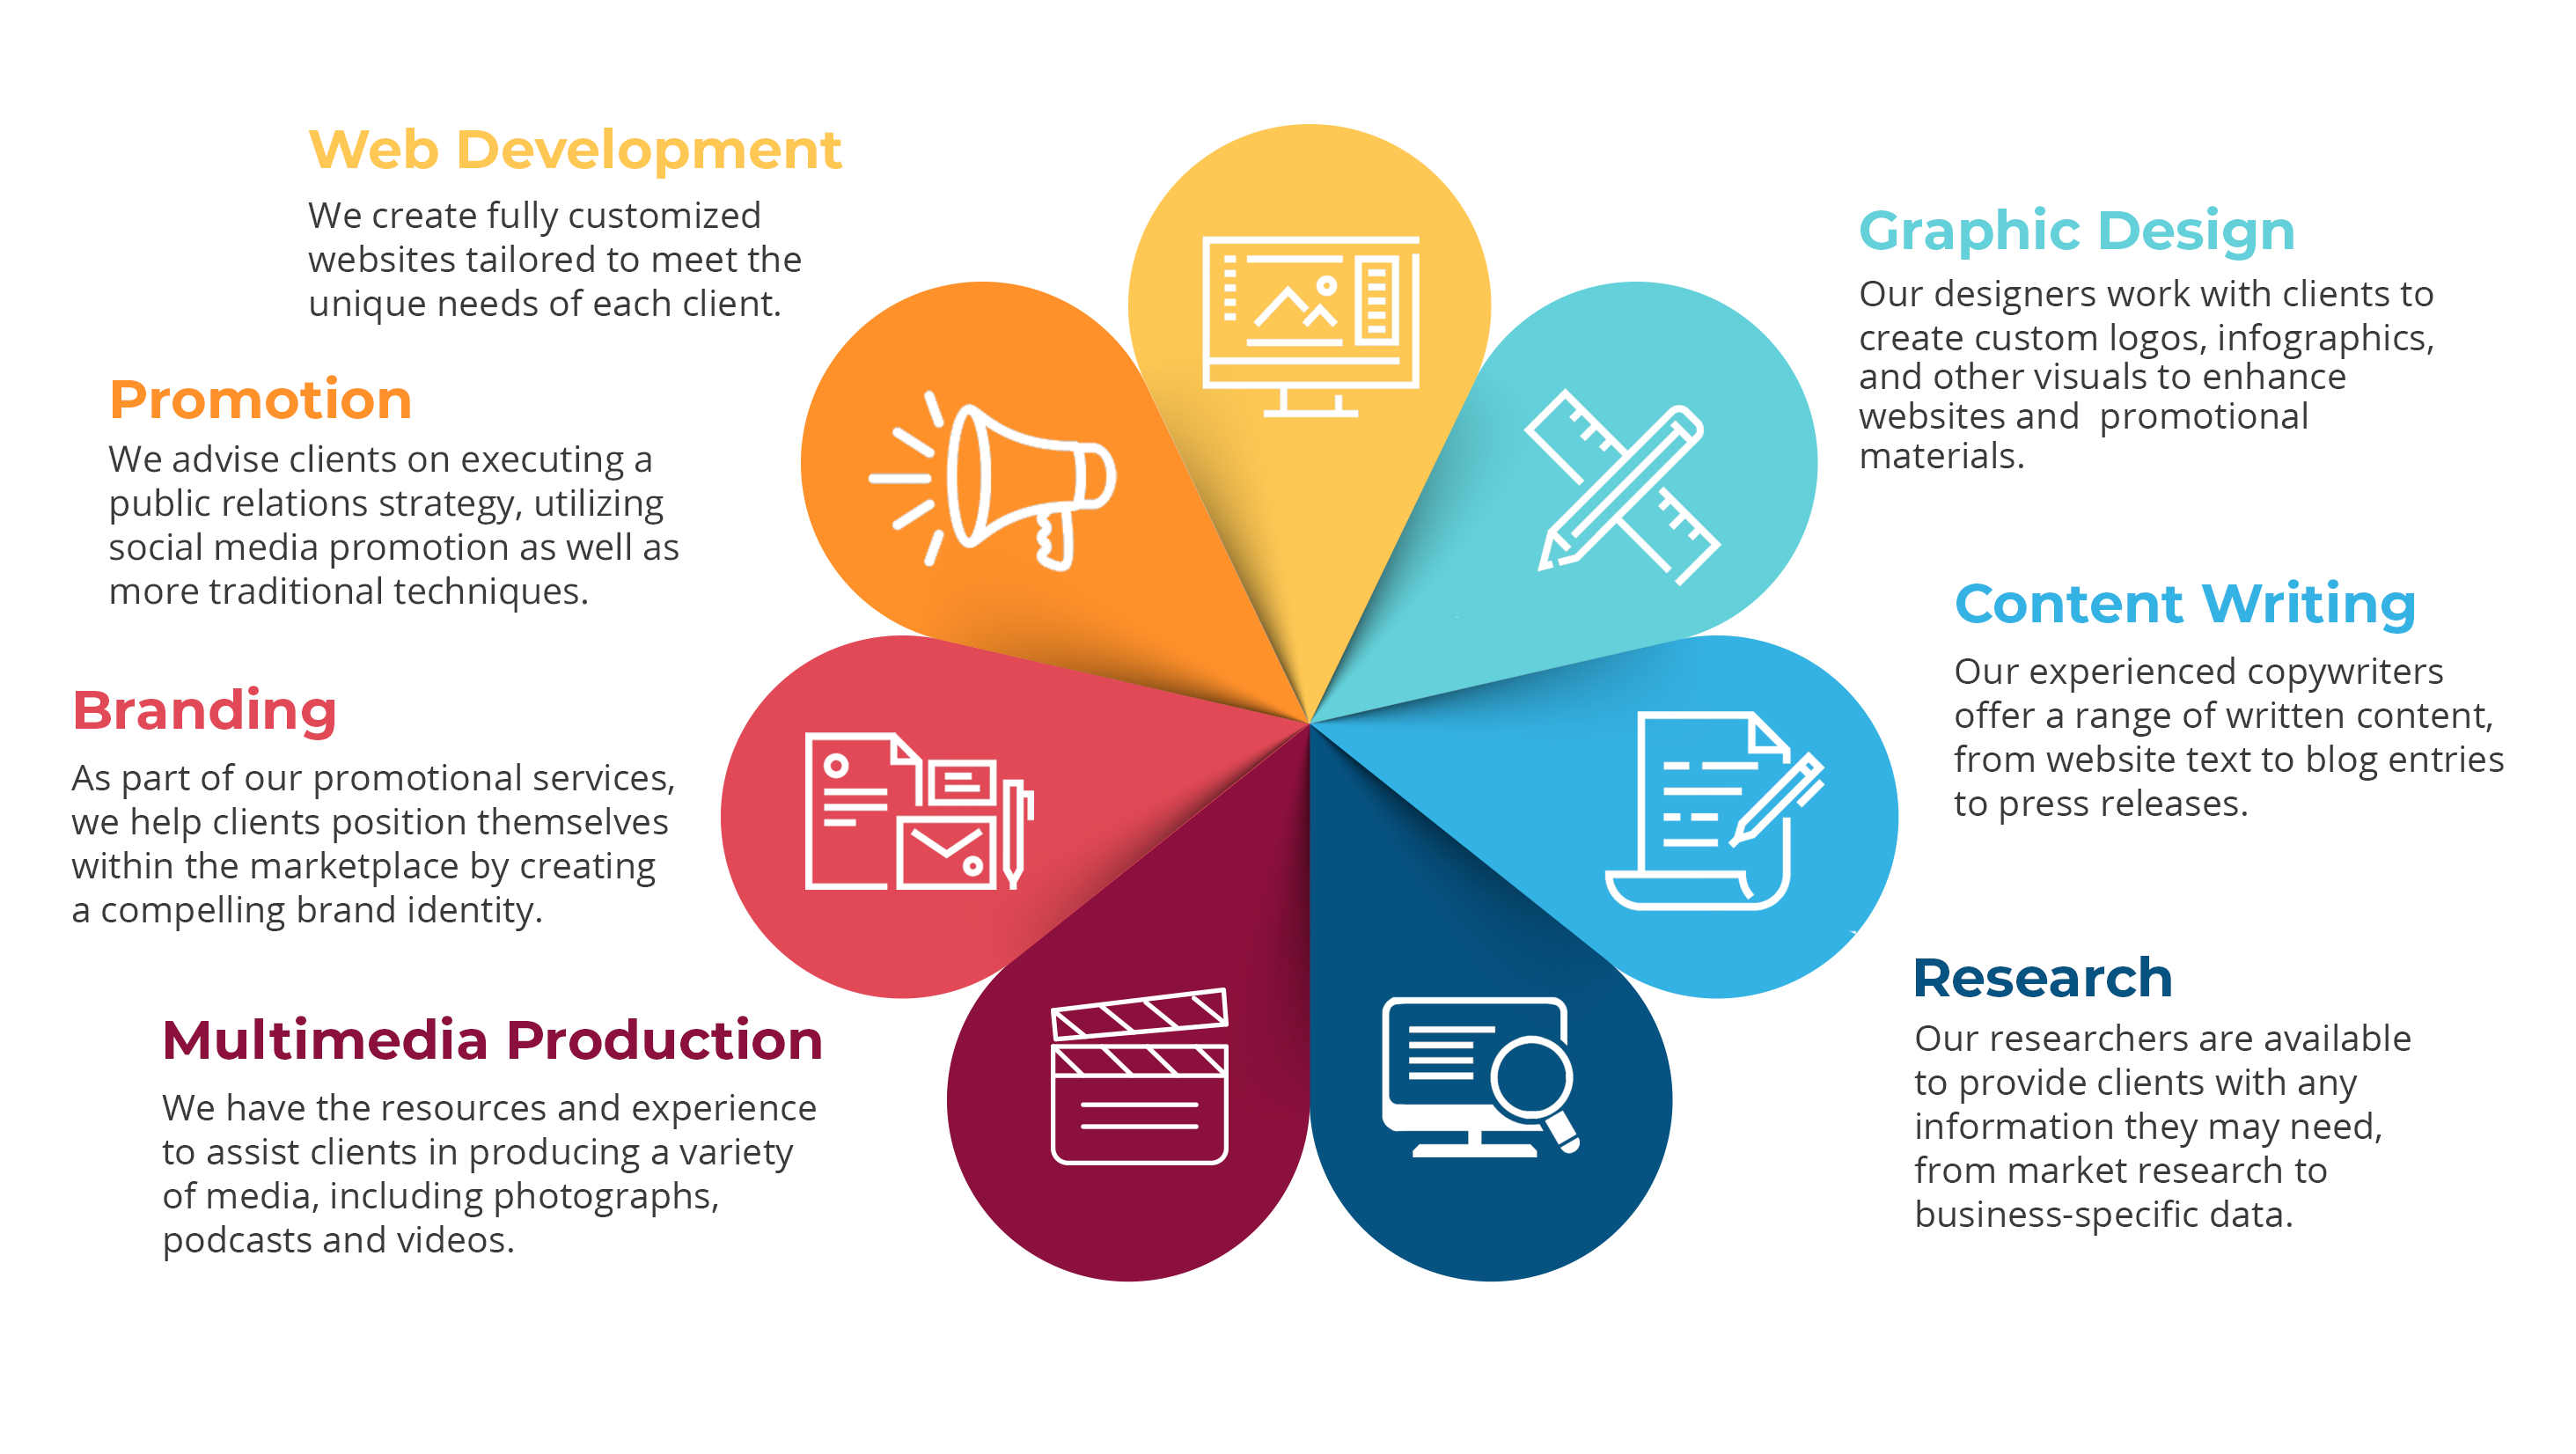 Web Development
We create fully customized
websites tailored to meet the
unique needs of each client.
Promotion
We advise clients on executing a
public relations strategy, utilizing
social media promotion as well as
more traditional techniques.
Branding
As part of our promotional services,
we help clients position themselves
within the marketplace by creating
a compelling brand identity.
Multimedia Production
We have the resources and experience
to assist clients in producing a variety
of media, including photographs,
podcasts and videos.
Graphic Design
Our designers work with clients to
create custom logos, infographics,
and other visuals to enhance
websites and  promotional
materials.
Content Writing
Our experienced copywriters
offer a range of written content,
from website text to blog entries
to press releases.
Research
Our researchers are available
to provide clients with any
information they may need,
from market research to
business-specific data.